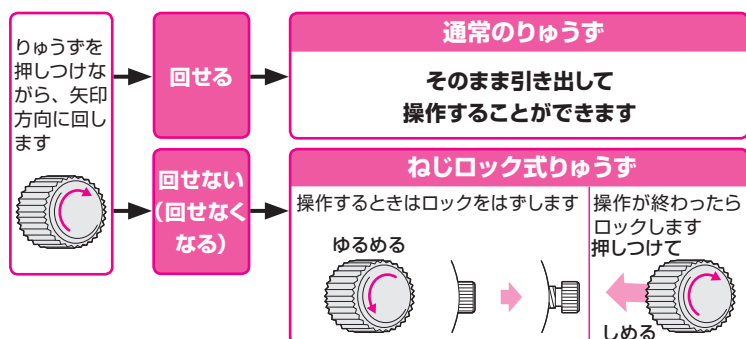 りゅうずを
押しつけな
がら、矢印
方向に回し
ます
回せる
通常のりゅうず
そのまま引き出して
操作することができます
回せない
(回せなく
なる)
ねじロック式りゅうず
操作するときはロックをはずします
ゆるめる
操作が終わったら
ロックします
押しつけて
しめる